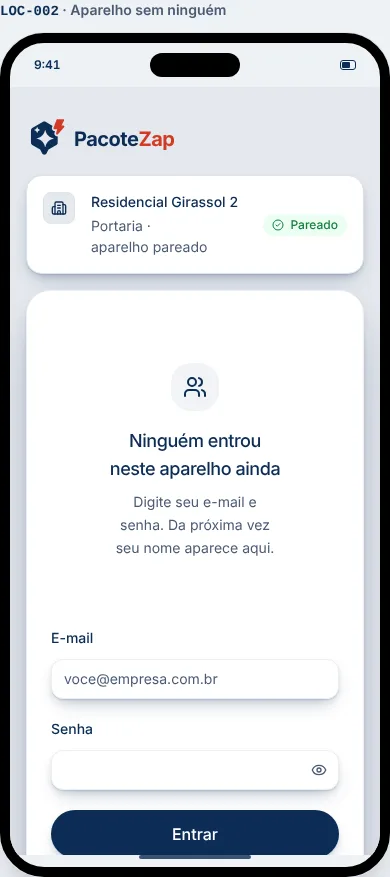 LOC-002 · Aparelho sem ninguém
9:41
PacoteZap
Residencial Girassol 2
Portaria ·
aparelho pareado
Pareado
Ninguém entrou
neste aparelho ainda
Digite seu e-mail e
senha. Da próxima vez
seu nome aparece aqui.
E-mail
voce@empresa.com.br
Senha
Entrar